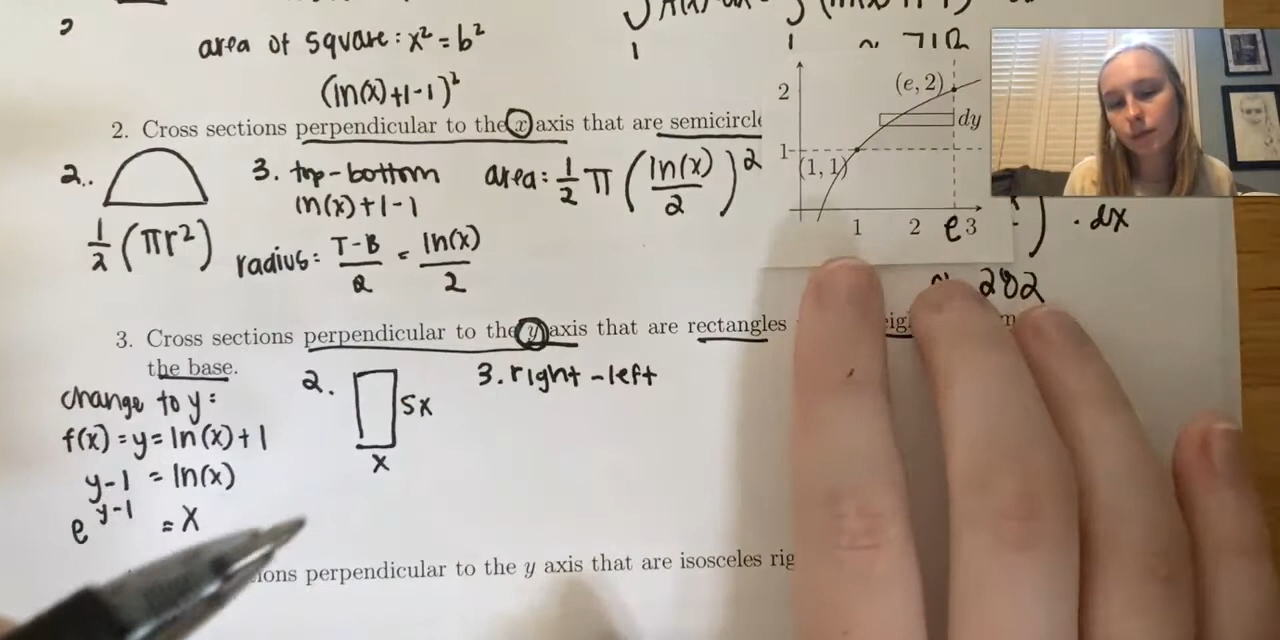 area of square: x² = b²
(ln(x)+1-1)²
2. Cross sections perpendicular to the x axis that are semicircle
2..
½(πr²)
3. top-bottom
ln(x)+1-1
radius: T-B/2 = ln(x)/2
area: ½ π (ln(x)/2)²
2
(e, 2)
dy
1
(1, 1)
1 2 e 3
) . dx
≈ 282
3. Cross sections perpendicular to the y axis that are rectangles
the base.
change to y:
f(x) = y = ln(x)+1
y-1 = ln(x)
e^(y-1) = x
2.
5x
x
3. right-left
ions perpendicular to the y axis that are isosceles rig